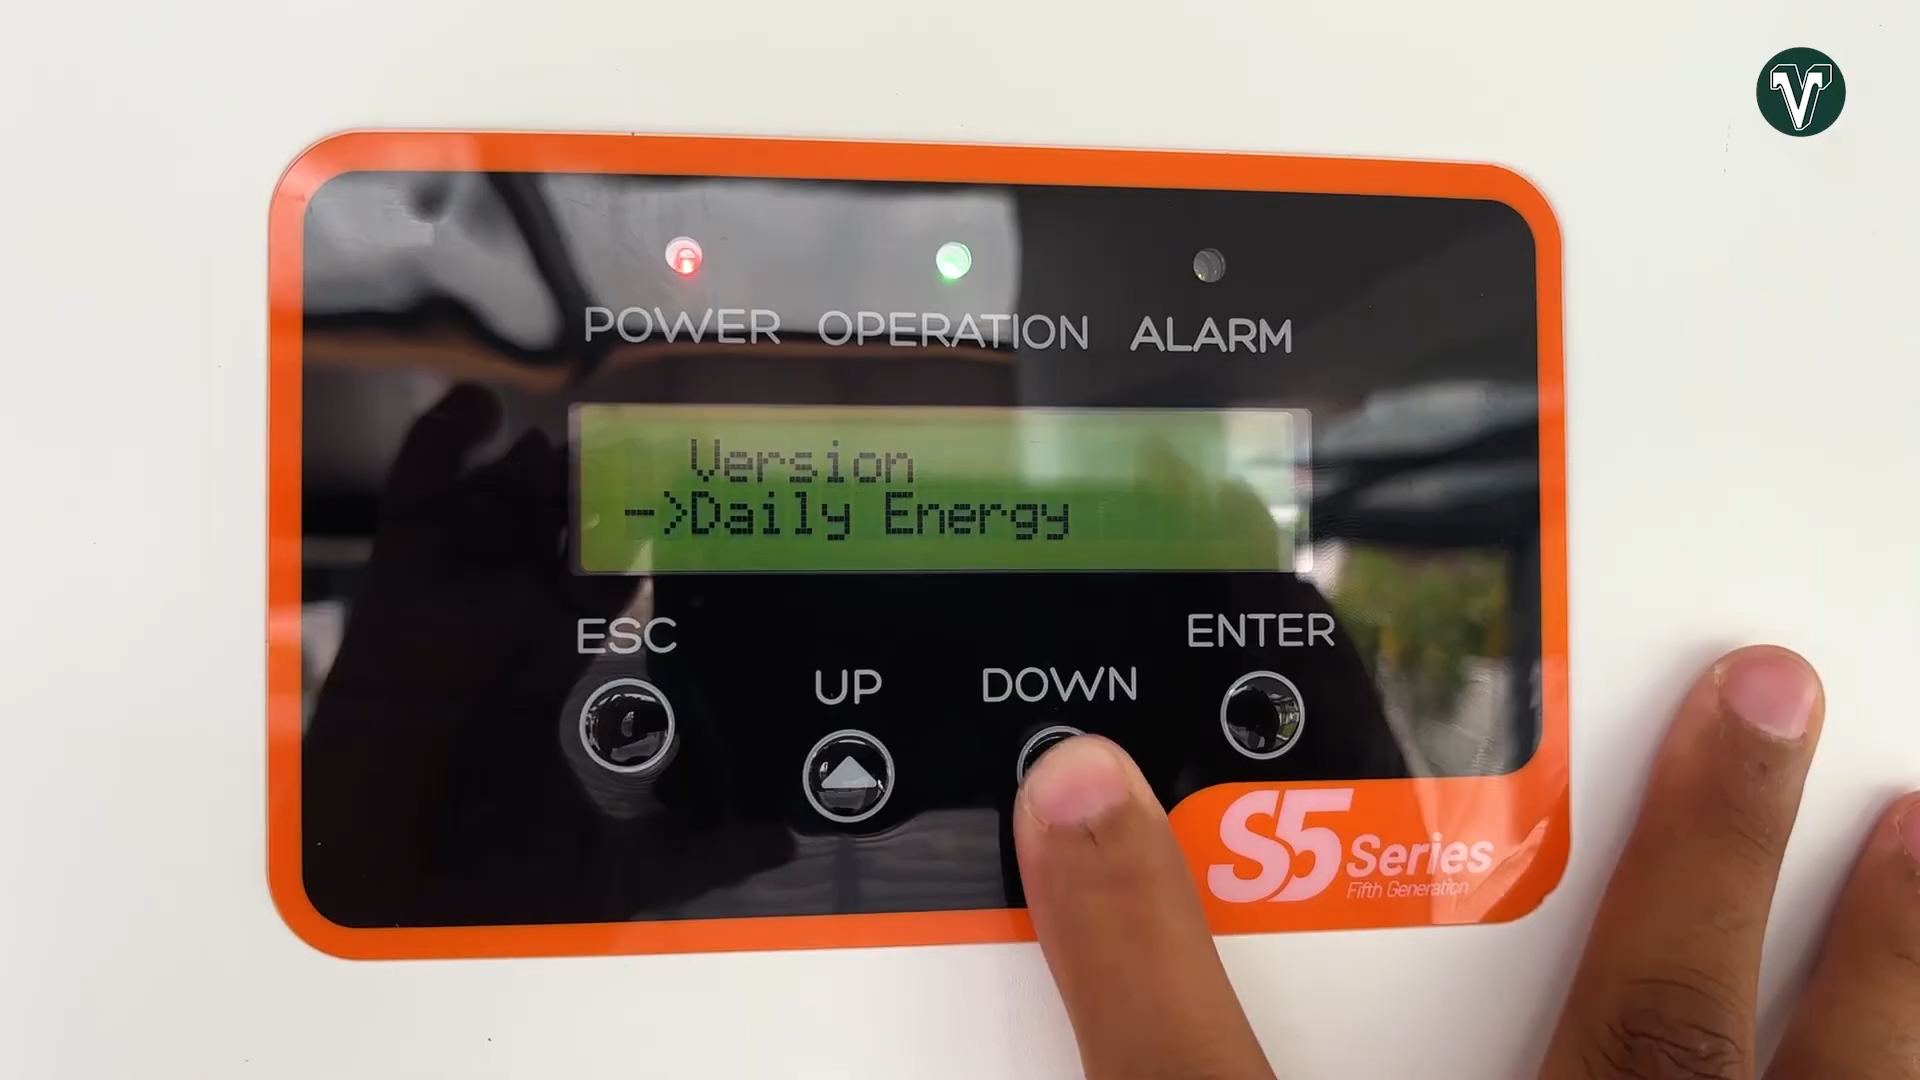 POWER OPERATION ALARM
Version
->Daily Energy
ESC
UP
DOWN
ENTER
S5 Series
Fifth Generation